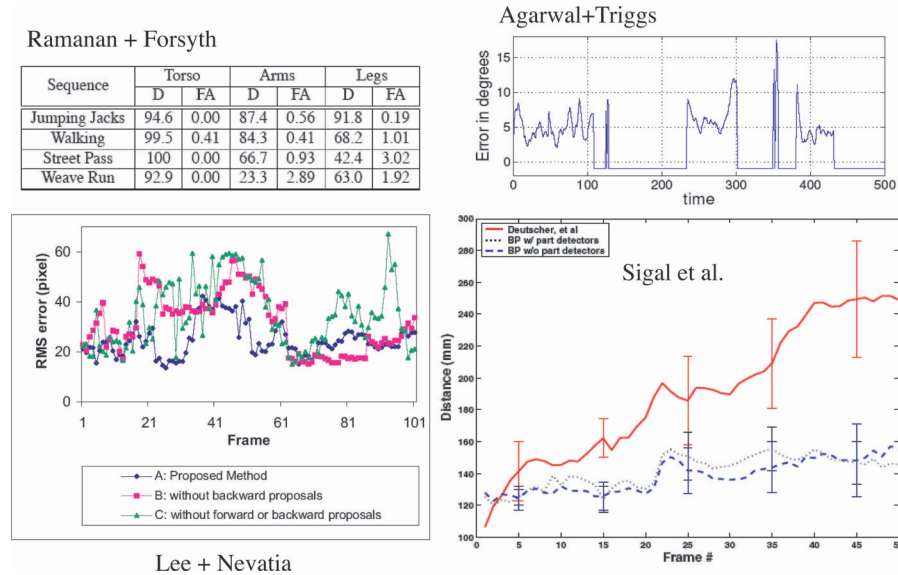 Ramanan + Forsyth
Sequence Torso Arms Legs
D FA D FA D FA
Jumping Jacks 94.6 0.00 87.4 0.56 91.8 0.19
Walking 99.5 0.41 84.3 0.41 68.2 1.01
Street Pass 100 0.00 66.7 0.93 42.4 3.02
Weave Run 92.9 0.00 23.3 2.89 63.0 1.92
Agarwal+Triggs
Error in degrees
15
10
5
0
0 100 200 300 400 500
time
RMS error (pixel)
60
40
20
0
1 21 41 61 81 101
Frame
A: Proposed Method
B: without backward proposals
C: without forward or backward proposals
Lee + Nevatia
Deutscher, et al
BP w/ part detectors
BP w/o part detectors
Sigal et al.
Distance (mm)
300
280
260
240
220
200
180
160
140
120
100
0 5 10 15 20 25 30 35 40 45
Frame #